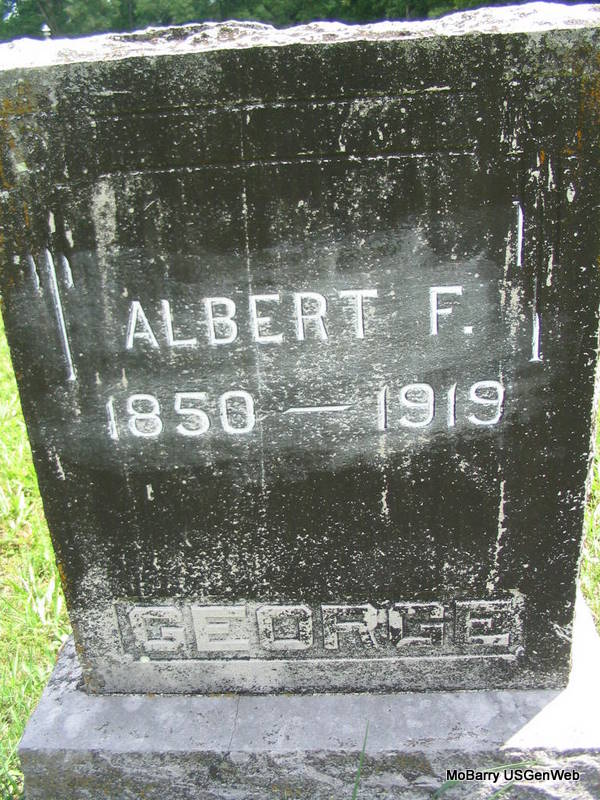 ALBERT F.
1850 — 1919
GEORGE
MoBarry USGenWeb